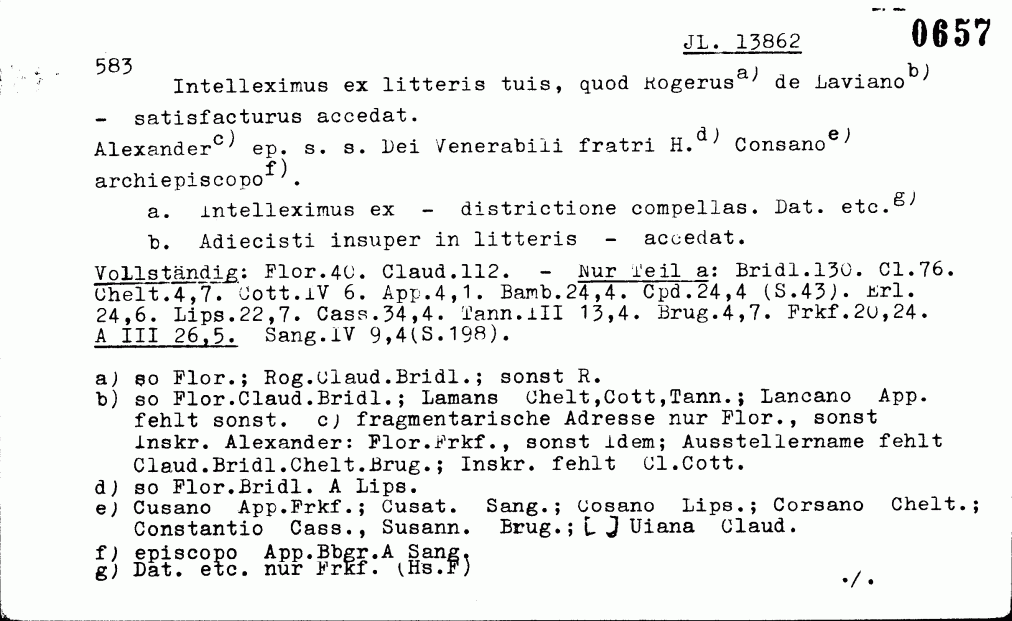 JL. 13862 0657
583
Intelleximus ex litteris tuis, quod Rogerus a) de Laviano b)
- satisfacturus accedat.
Alexander c) ep. s. s. Dei Venerabili fratri H. d) Consano e)
archiepiscopo f).
a. Intelleximus ex - districtione compellas. Dat. etc. g)
b. Adiecisti insuper in litteris - accedat.
Vollständig: Flor.40. Claud.112. - Nur Teil a: Bridl.130. Cl.76.
Chelt.4,7. Cott.IV 6. App.4,1. Bamb.24,4. Cpd.24,4 (S.43). Erl.
24,6. Lips.22,7. Cass.34,4. Tann.III 13,4. Brug.4,7. Frkf.20,24.
A III 26,5. Sang.IV 9,4(S.198).
a) so Flor.; Rog.Claud.Bridl.; sonst R.
b) so Flor.Claud.Bridl.; Lamans Chelt,Cott,Tann.; Lancano App.
fehlt sonst. c) fragmentarische Adresse nur Flor., sonst
Inskr. Alexander: Flor.Frkf., sonst Idem; Ausstellername fehlt
Claud.Bridl.Chelt.Brug.; Inskr. fehlt Cl.Cott.
d) so Flor.Bridl. A Lips.
e) Cusano App.Frkf.; Cusat. Sang.; Cosano Lips.; Corsano Chelt.;
Constantio Cass., Susann. Brug.; [ ] Uiana Claud.
f) episcopo App.Bbgr.A Sang.
g) Dat. etc. nur Frkf. (Hs.F)
./.